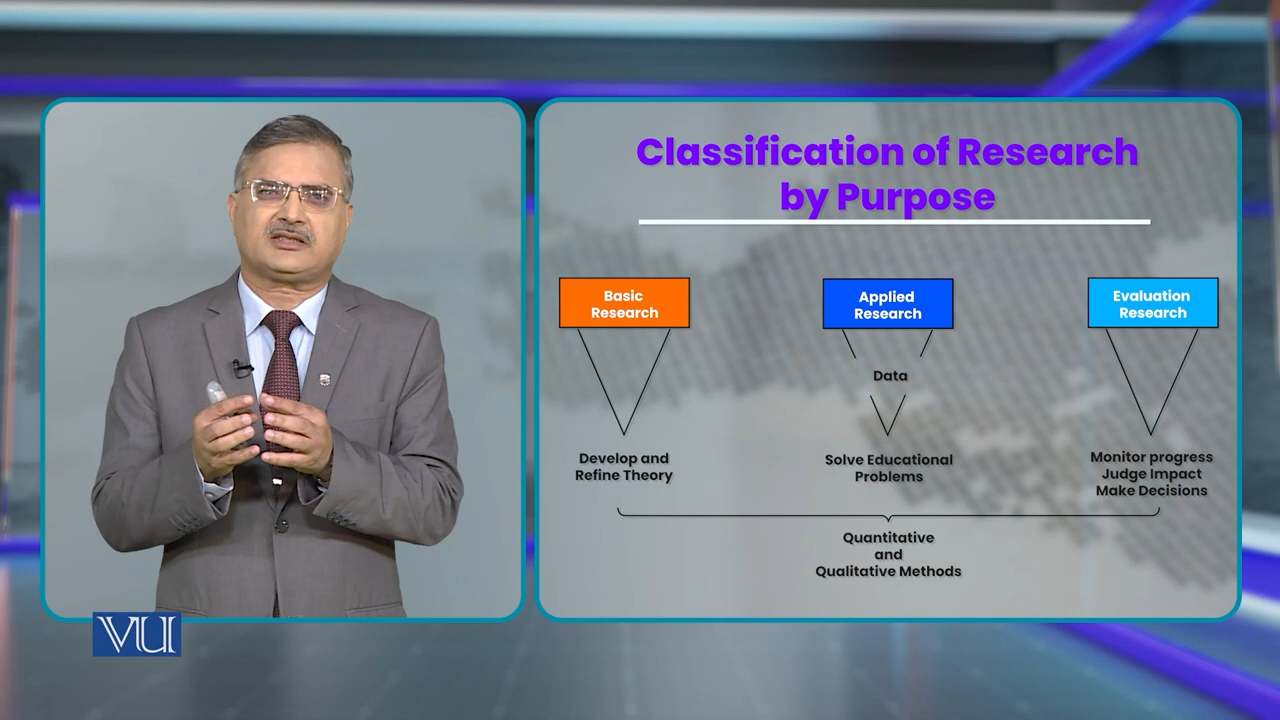 Classification of Research
by Purpose
Basic
Research
Applied
Research
Evaluation
Research
Data
Develop and
Refine Theory
Solve Educational
Problems
Monitor progress
Judge Impact
Make Decisions
Quantitative
and
Qualitative Methods
VU